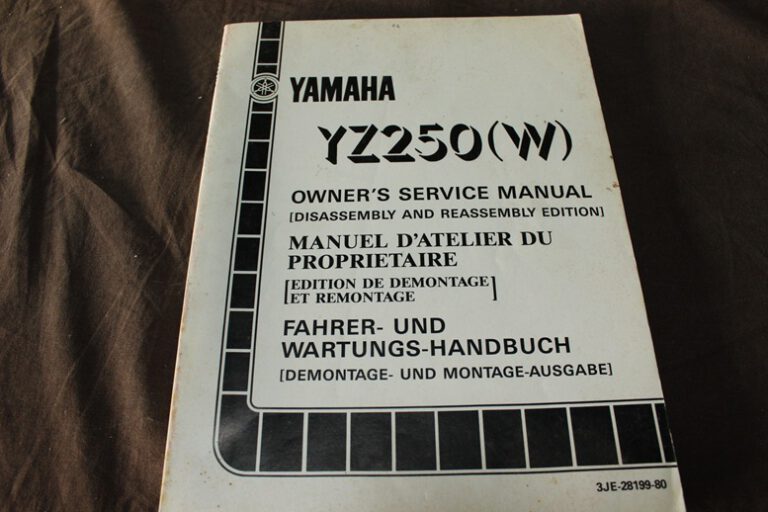 YAMAHA
YZ250(W)
OWNER'S SERVICE MANUAL
[DISASSEMBLY AND REASSEMBLY EDITION]
MANUEL D'ATELIER DU
PROPRIETAIRE
[EDITION DE DEMONTAGE
ET REMONTAGE]
FAHRER- UND
WARTUNGS-HANDBUCH
[DEMONTAGE- UND MONTAGE-AUSGABE]
3JE-28199-80